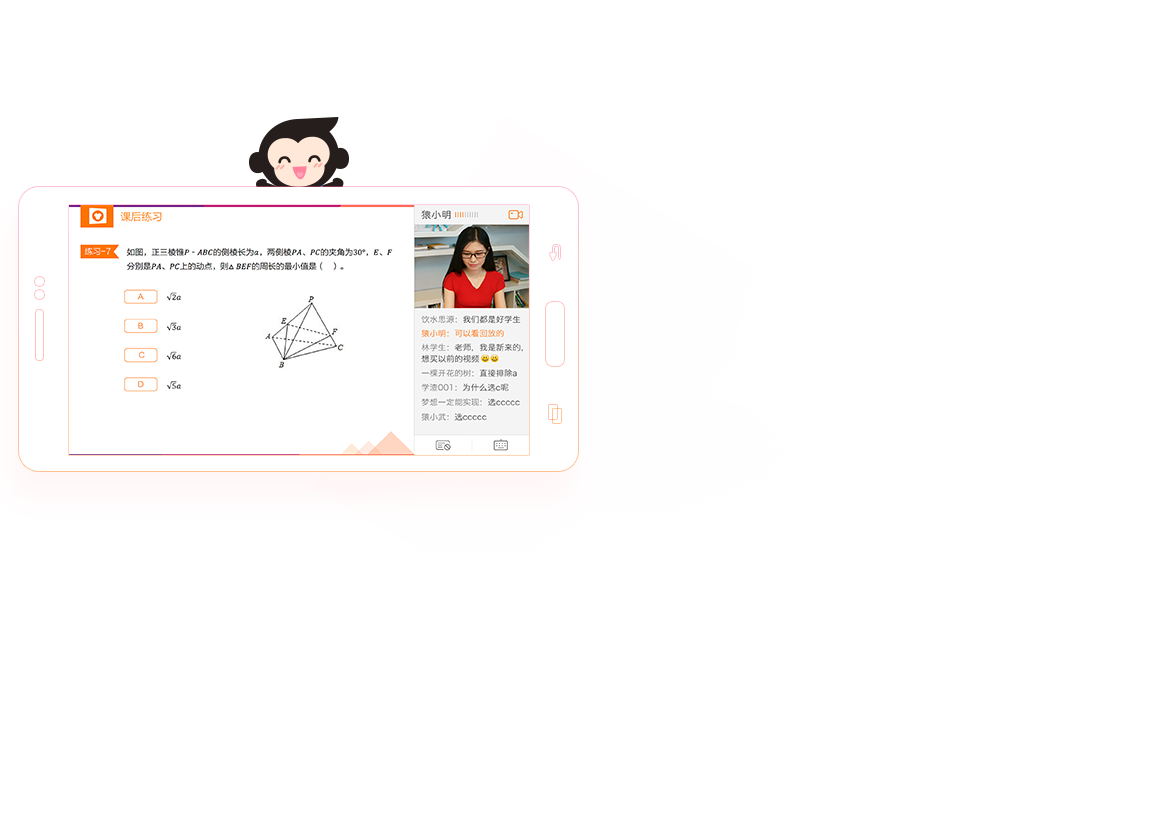 课后练习
猿小明
练习-7
如图，正三棱锥P－ABC的侧棱长为a，两侧棱PA、PC的夹角为30°，E、F
分别是PA、PC上的动点，则△BEF的周长的最小值是（　）。
A √2a
B √3a
C √6a
D √5a
P
E
F
A
C
B
饮水思源：我们都是好学生
猿小明：可以看回放的
林学生：老师，我是新来的，
想买以前的视频😄😄
一棵开花的树：直接排除a
学渣001：为什么选c呢
梦想一定能实现：选ccccc
猿小武：选ccccc